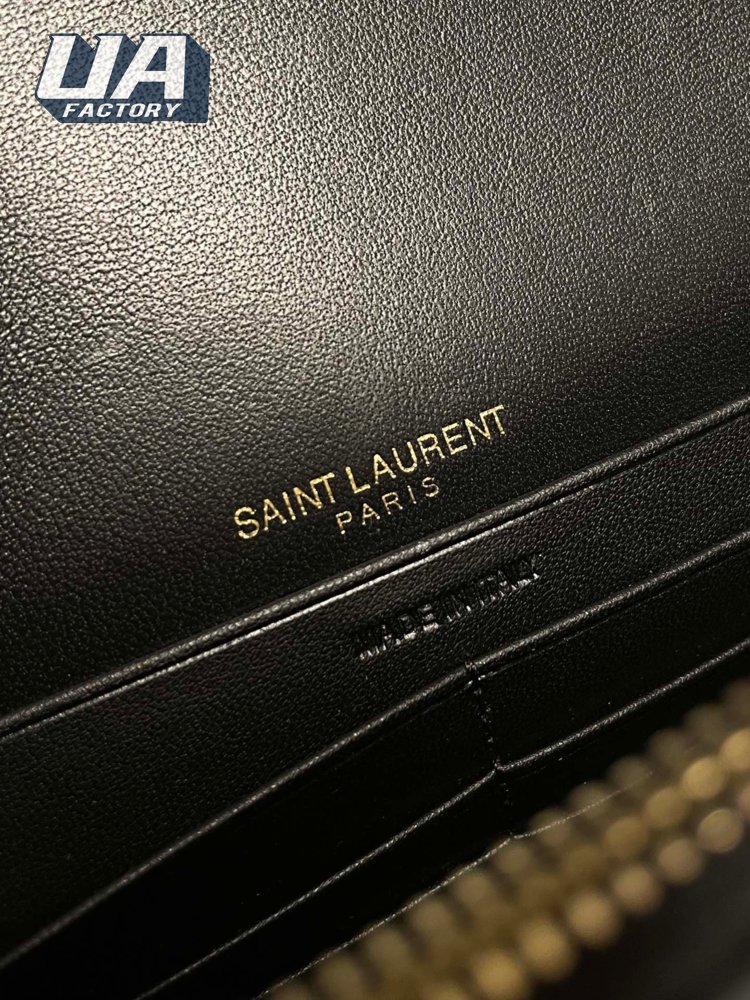 UA
FACTORY
SAINT LAURENT
PARIS
MADE IN ITALY